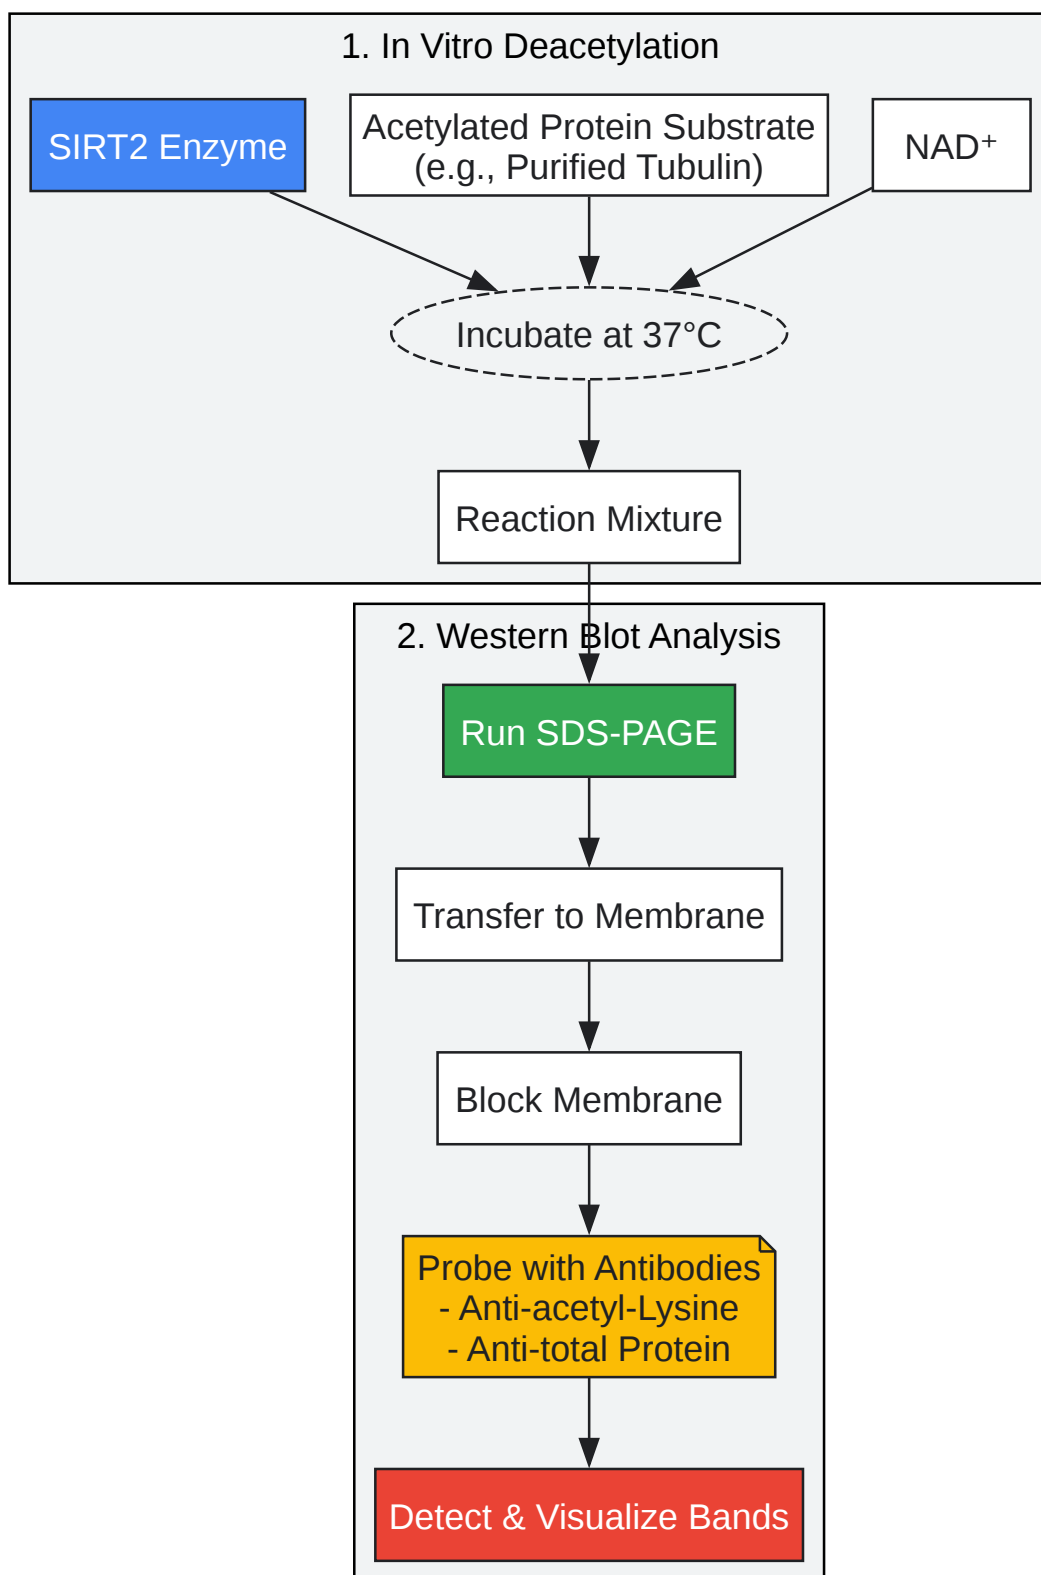 1. In Vitro Deacetylation
SIRT2 Enzyme
Acetylated Protein Substrate
(e.g., Purified Tubulin)
NAD⁺
Incubate at 37°C
Reaction Mixture
2. Western Blot Analysis
Run SDS-PAGE
Transfer to Membrane
Block Membrane
Probe with Antibodies
- Anti-acetyl-Lysine
- Anti-total Protein
Detect & Visualize Bands